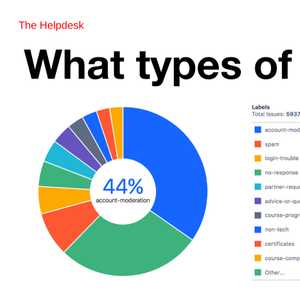 The Helpdesk
What types of
Labels
Total Issues: 5937
account-mod
spam
login-trouble
no-response
partner-reque
advice-or-qu
course-progr
non-tech
certificates
course-comp
Other...
44%
account-moderation